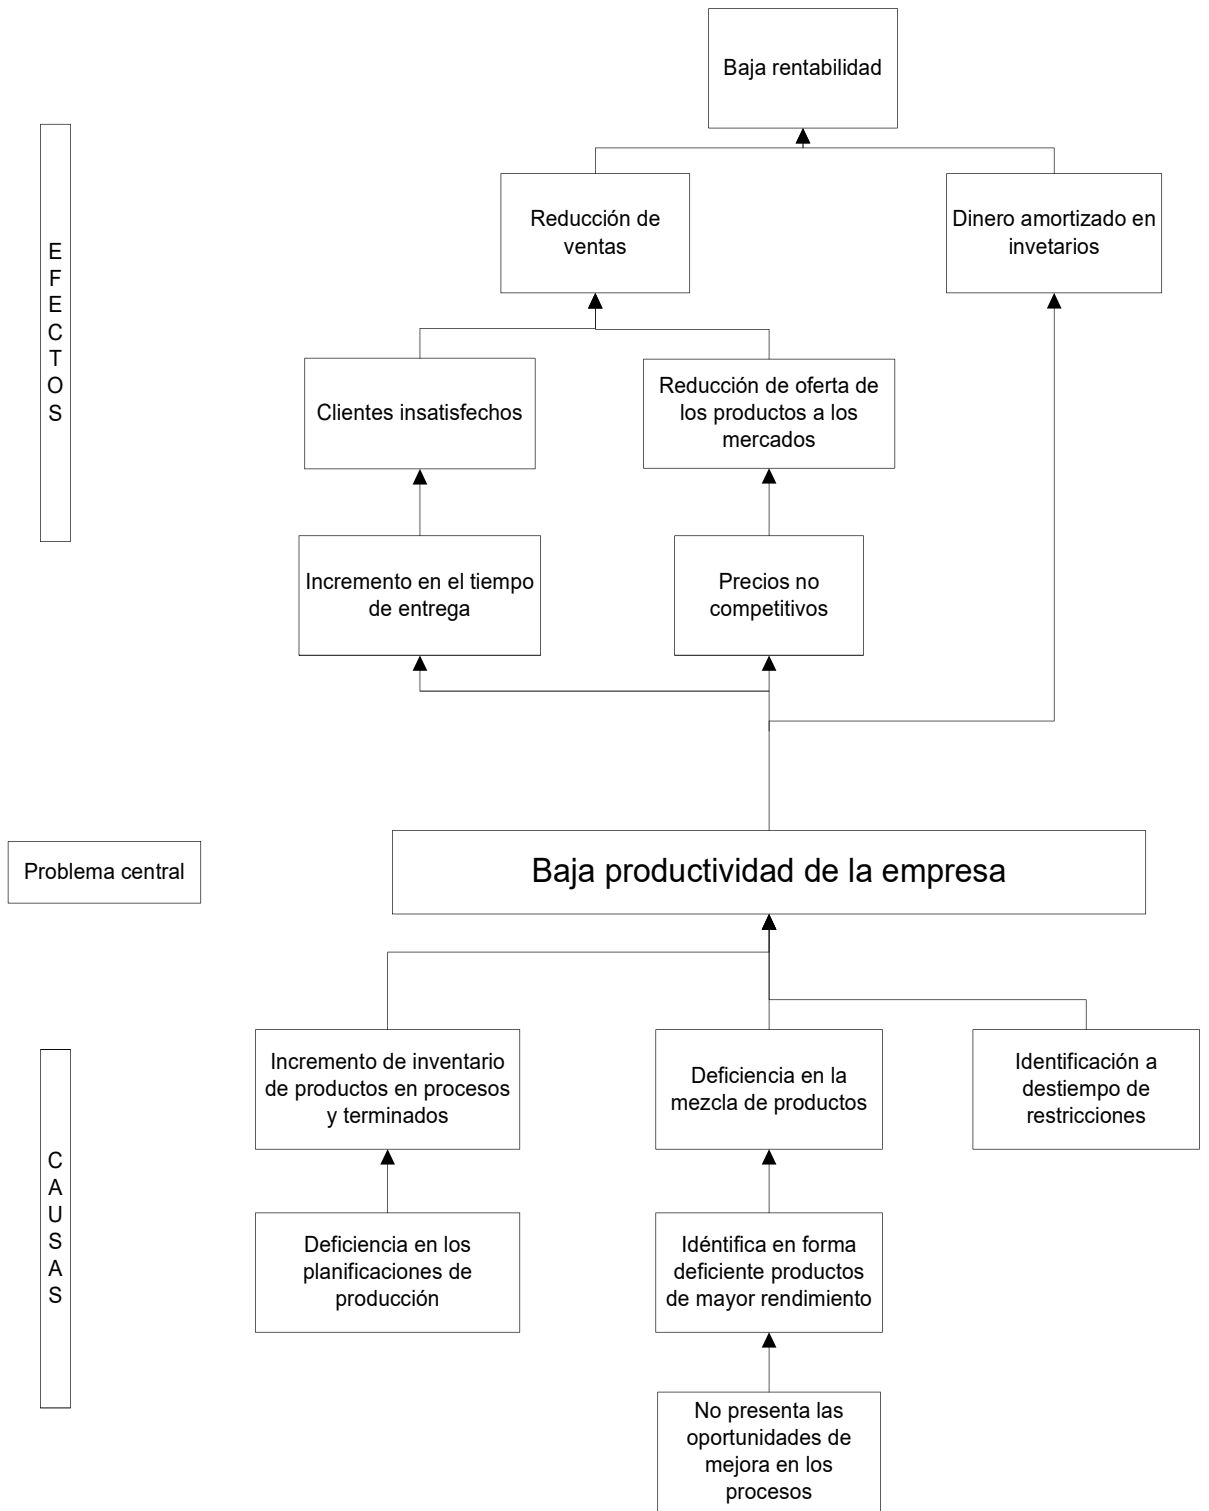 Baja rentabilidad
Reducción de
ventas
Dinero amortizado en
invetarios
E
F
E
C
T
O
S
Clientes insatisfechos
Reducción de oferta de
los productos a los
mercados
Incremento en el tiempo
de entrega
Precios no
competitivos
Problema central
Baja productividad de la empresa
Incremento de inventario
de productos en procesos
y terminados
Deficiencia en la
mezcla de productos
Identificación a
destiempo de
restricciones
C
A
U
S
A
S
Deficiencia en los
planificaciones de
producción
Idéntifica en forma
deficiente productos
de mayor rendimiento
No presenta las
oportunidades de
mejora en los
procesos